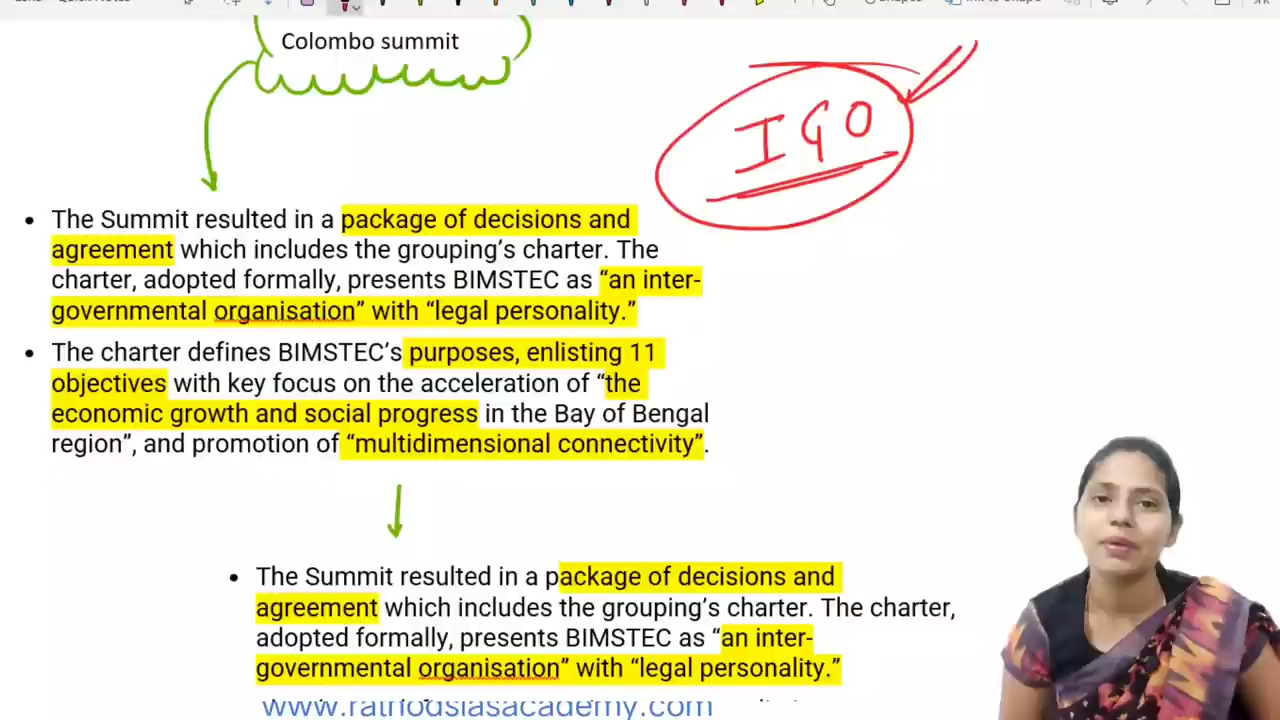 Colombo summit
IGO
• The Summit resulted in a package of decisions and
agreement which includes the grouping’s charter. The
charter, adopted formally, presents BIMSTEC as “an inter-
governmental organisation” with “legal personality.”
• The charter defines BIMSTEC’s purposes, enlisting 11
objectives with key focus on the acceleration of “the
economic growth and social progress in the Bay of Bengal
region”, and promotion of “multidimensional connectivity”.
• The Summit resulted in a package of decisions and
agreement which includes the grouping’s charter. The charter,
adopted formally, presents BIMSTEC as “an inter-
governmental organisation” with “legal personality.”
www.rathodsiasacademy.com